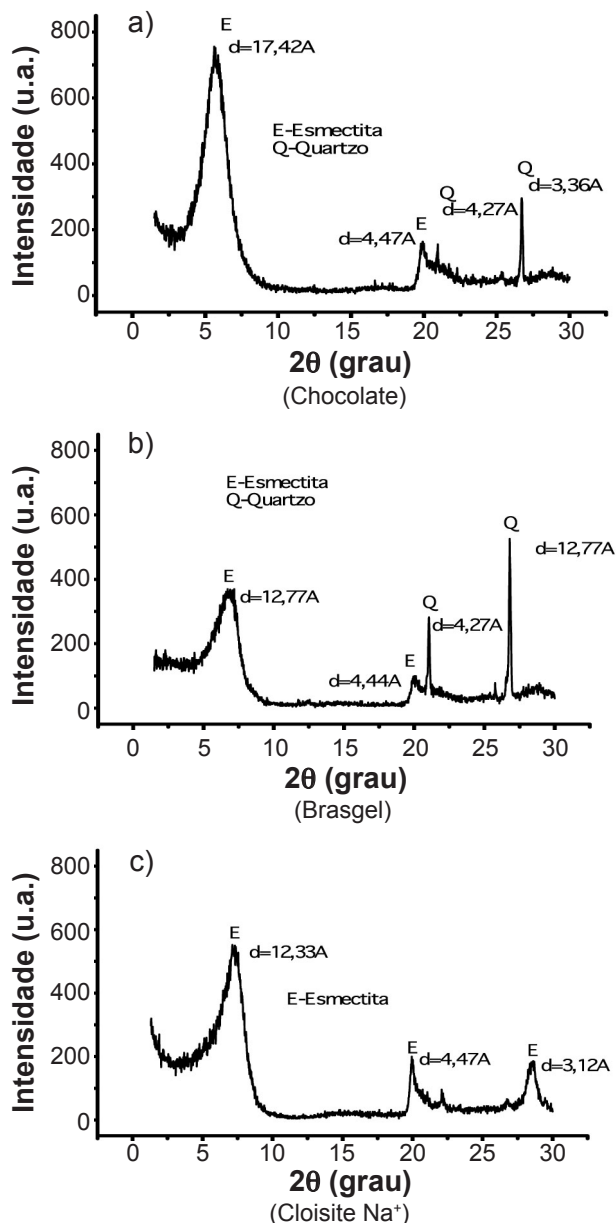 a)
E
d=17,42A
E-Esmectita
Q-Quartzo
Q
d=3,36A
Q
d=4,27A
E
d=4,47A
Intensidade (u.a.)
800
600
400
200
0
0 5 10 15 20 25 30
2θ (grau)
(Chocolate)
b)
E-Esmectita
Q-Quartzo
Q
d=12,77A
E
d=12,77A
Q
d=4,27A
E
d=4,44A
Intensidade (u.a.)
800
600
400
200
0
0 5 10 15 20 25 30
2θ (grau)
(Brasgel)
c)
E
d=12,33A
E-Esmectita
E
d=4,47A
E
d=3,12A
Intensidade (u.a.)
800
600
400
200
0
0 5 10 15 20 25 30
2θ (grau)
(Cloisite Na⁺)